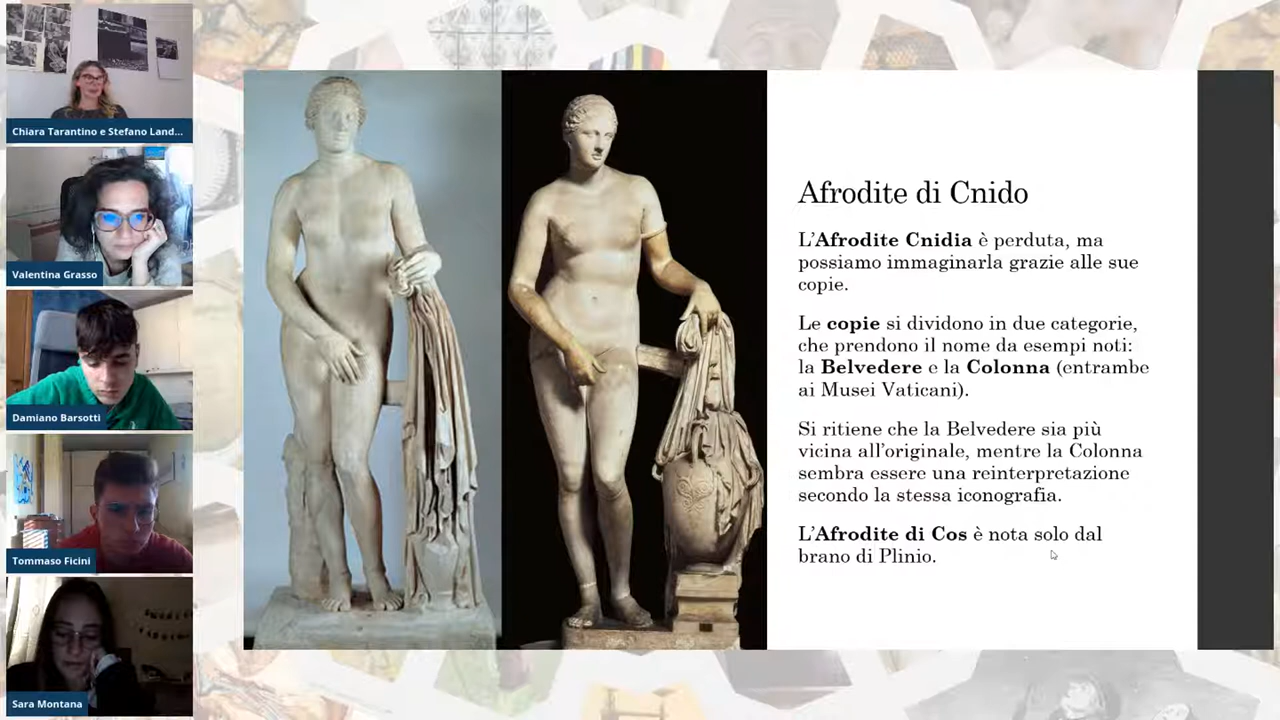 Chiara Tarantino e Stefano Land...
Valentina Grasso
Damiano Barsotti
Tommaso Ficini
Sara Montana
Afrodite di Cnido
L’Afrodite Cnidia è perduta, ma
possiamo immaginarla grazie alle sue
copie.
Le copie si dividono in due categorie,
che prendono il nome da esempi noti:
la Belvedere e la Colonna (entrambe
ai Musei Vaticani).
Si ritiene che la Belvedere sia più
vicina all’originale, mentre la Colonna
sembra essere una reinterpretazione
secondo la stessa iconografia.
L’Afrodite di Cos è nota solo dal
brano di Plinio.